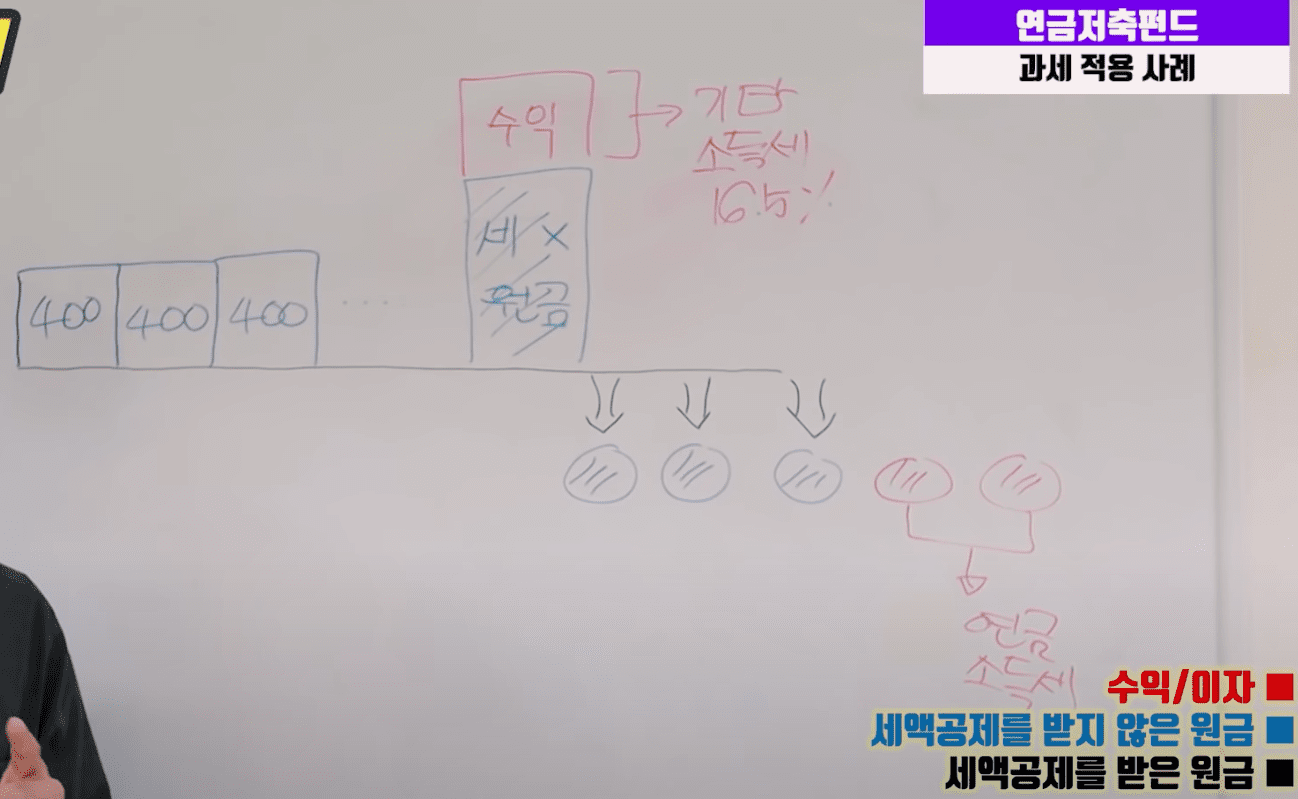 연금저축펀드
과세 적용 사례
수익
기타
소득세
16.5%
세 X
원금
400 400 400 ...
연금
소득세
수익/이자
세액공제를 받지 않은 원금
세액공제를 받은 원금